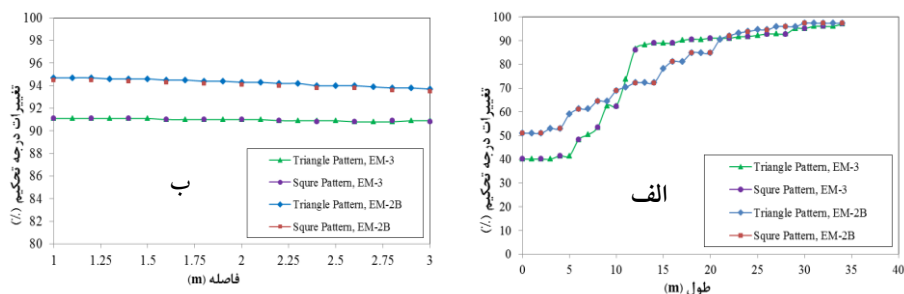 تغییرات درجه تحکیم (٪)
100
98
96
94
92
90
88
86
84
82
80
1 1.25 1.5 1.75 2 2.25 2.5 2.75 3
فاصله (m)
ب
Triangle Pattern, EM-3
Squre Pattern, EM-3
Triangle Pattern, EM-2B
Squre Pattern, EM-2B
تغییرات درجه تحکیم (٪)
100
90
80
70
60
50
40
30
20
10
0
0 5 10 15 20 25 30 35 40
طول (m)
الف
Triangle Pattern, EM-3
Squre Pattern, EM-3
Triangle Pattern, EM-2B
Squre Pattern, EM-2B